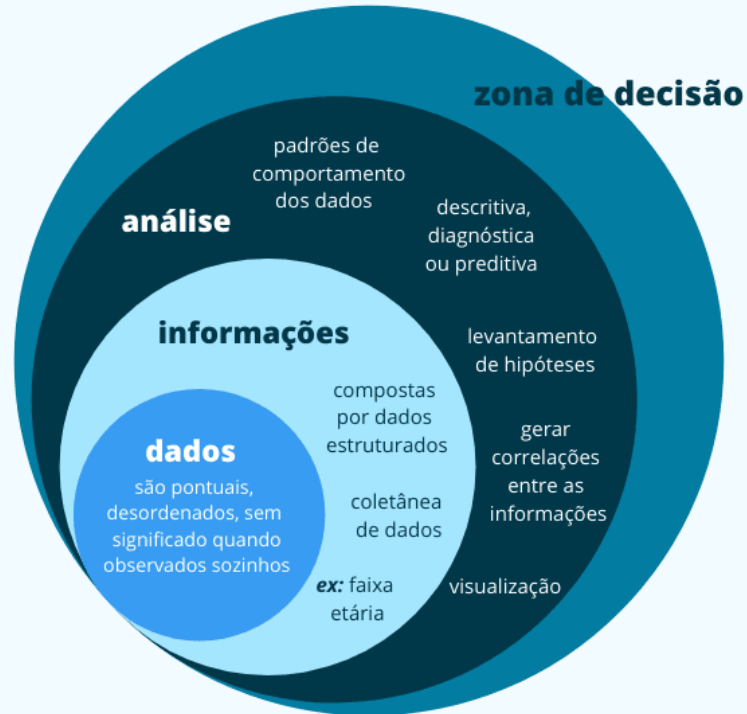 zona de decisão
padrões de
comportamento
dos dados
análise
descritiva,
diagnóstica
ou preditiva
informações
levantamento
de hipóteses
compostas
por dados
estruturados
gerar
correlações
entre as
informações
dados
são pontuais,
desordenados, sem
significado quando
observados sozinhos
coletânea
de dados
ex: faixa
etária
visualização